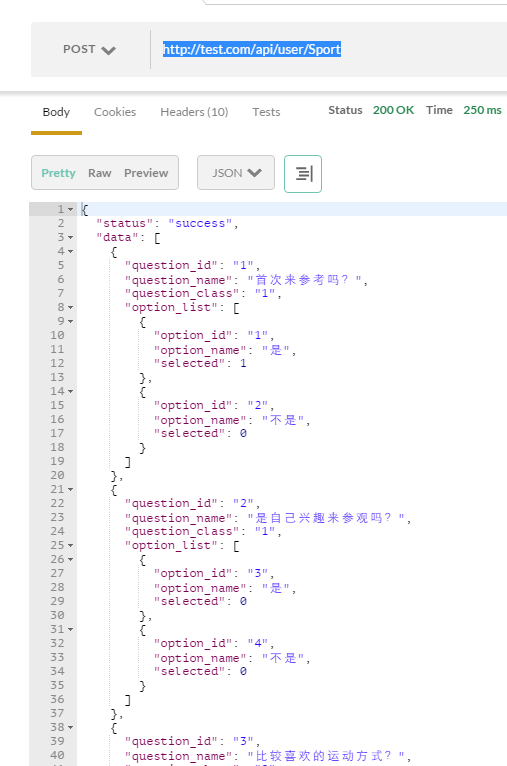 POST
http://test.com/api/user/Sport
Body Cookies Headers (10) Tests Status 200 OK Time 250 ms
Pretty Raw Preview JSON
1 {
2 "status": "success",
3 "data": [
4 {
5 "question_id": "1",
6 "question_name": "首次来参考吗？",
7 "question_class": "1",
8 "option_list": [
9 {
10 "option_id": "1",
11 "option_name": "是",
12 "selected": 1
13 },
14 {
15 "option_id": "2",
16 "option_name": "不是",
17 "selected": 0
18 }
19 ]
20 },
21 {
22 "question_id": "2",
23 "question_name": "是自己兴趣来参观吗？",
24 "question_class": "1",
25 "option_list": [
26 {
27 "option_id": "3",
28 "option_name": "是",
29 "selected": 0
30 },
31 {
32 "option_id": "4",
33 "option_name": "不是",
34 "selected": 0
35 }
36 ]
37 },
38 {
39 "question_id": "3",
40 "question_name": "比较喜欢的运动方式？",